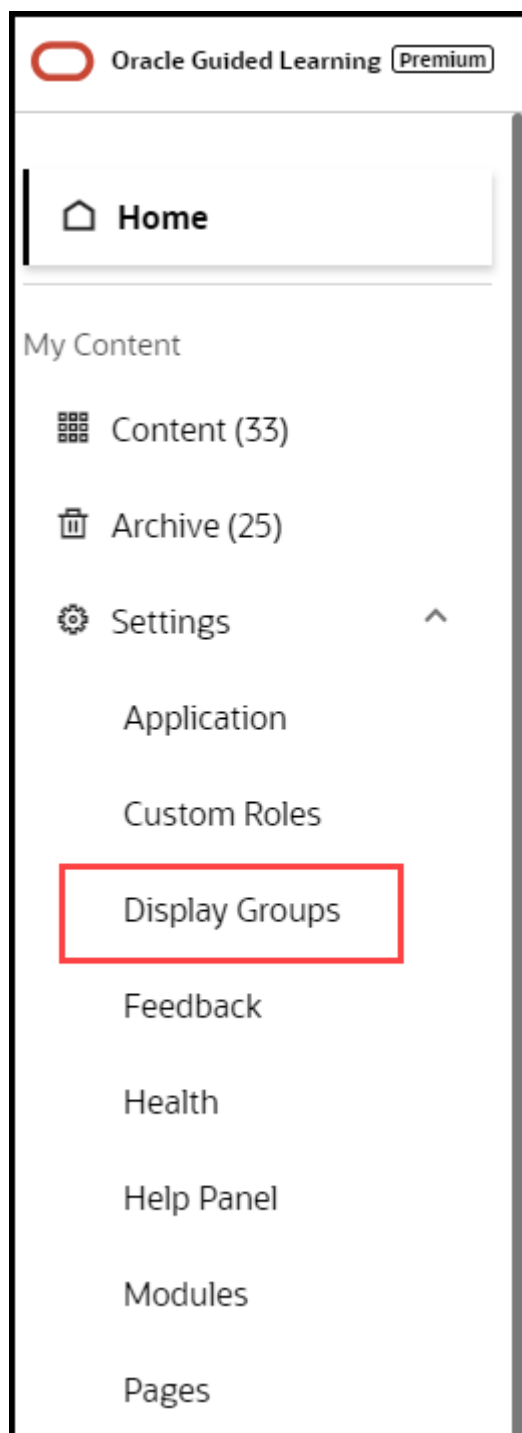 Oracle Guided Learning Premium
Home
My Content
Content (33)
Archive (25)
Settings
Application
Custom Roles
Display Groups
Feedback
Health
Help Panel
Modules
Pages